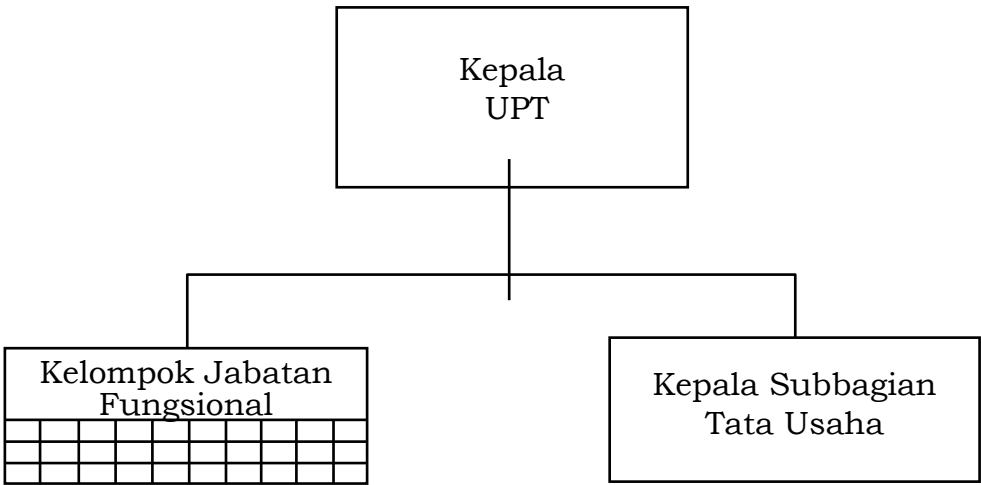 Kepala
UPT
Kelompok Jabatan
Fungsional
Kepala Subbagian
Tata Usaha